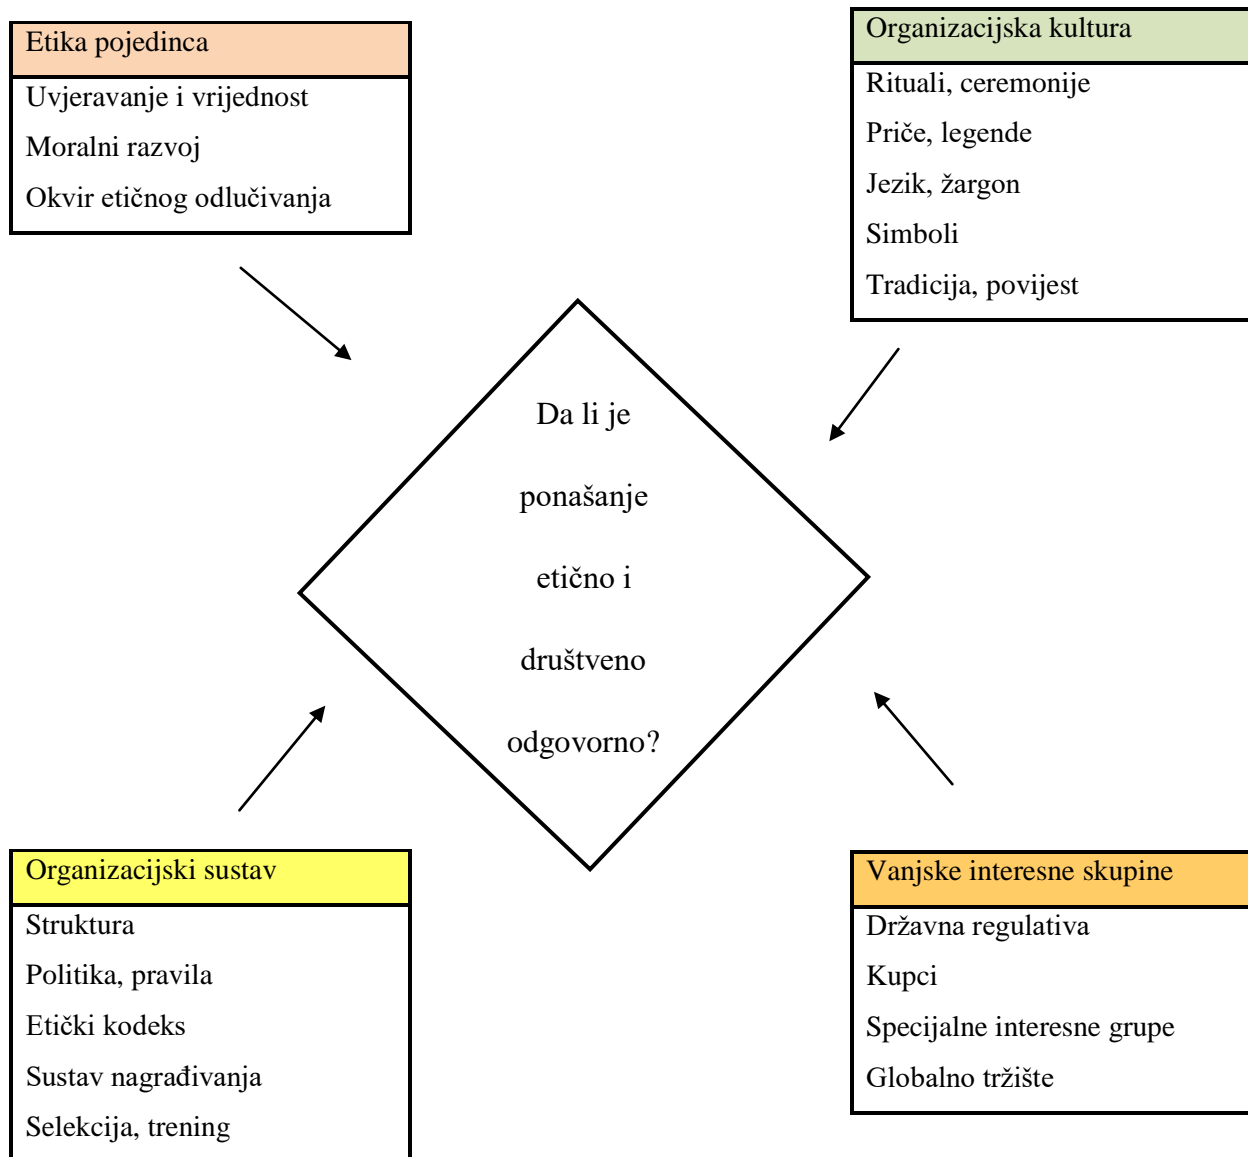 Etika pojedinca
Uvjeravanje i vrijednost
Moralni razvoj
Okvir etičnog odlučivanja
Organizacijska kultura
Rituali, ceremonije
Priče, legende
Jezik, žargon
Simboli
Tradicija, povijest
Da li je
ponašanje
etično i
društveno
odgovorno?
Organizacijski sustav
Struktura
Politika, pravila
Etički kodeks
Sustav nagrađivanja
Selekcija, trening
Vanjske interesne skupine
Državna regulativa
Kupci
Specijalne interesne grupe
Globalno tržište